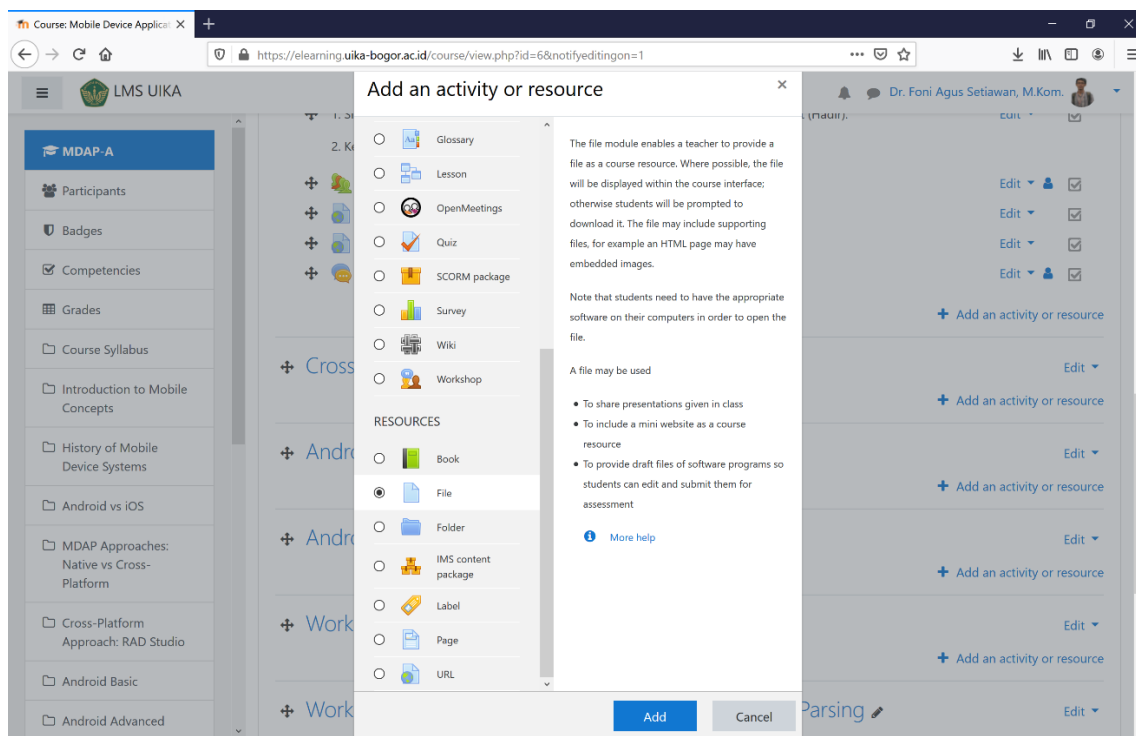 Course: Mobile Device Applicat
https://elearning.uika-bogor.ac.id/course/view.php?id=6&notifyeditingon=1
LMS UIKA
Dr. Foni Agus Setiawan, M.Kom.
MDAP-A
Participants
Badges
Competencies
Grades
Course Syllabus
Introduction to Mobile
Concepts
History of Mobile
Device Systems
Android vs iOS
MDAP Approaches:
Native vs Cross-
Platform
Cross-Platform
Approach: RAD Studio
Android Basic
Android Advanced
Add an activity or resource
Glossary
Lesson
OpenMeetings
Quiz
SCORM package
Survey
Wiki
Workshop
RESOURCES
Book
File
Folder
IMS content
package
Label
Page
URL
The file module enables a teacher to provide a
file as a course resource. Where possible, the file
will be displayed within the course interface;
otherwise students will be prompted to
download it. The file may include supporting
files, for example an HTML page may have
embedded images.
Note that students need to have the appropriate
software on their computers in order to open the
file.
A file may be used
• To share presentations given in class
• To include a mini website as a course
resource
• To provide draft files of software programs so
students can edit and submit them for
assessment
More help
Add
Cancel
1.
(Hadir).
Edit
2.
Edit
Edit
Edit
Edit
Add an activity or resource
Cross
Edit
Add an activity or resource
Andro
Edit
Add an activity or resource
Andro
Edit
Add an activity or resource
Work
Edit
Add an activity or resource
Work
Parsing
Edit